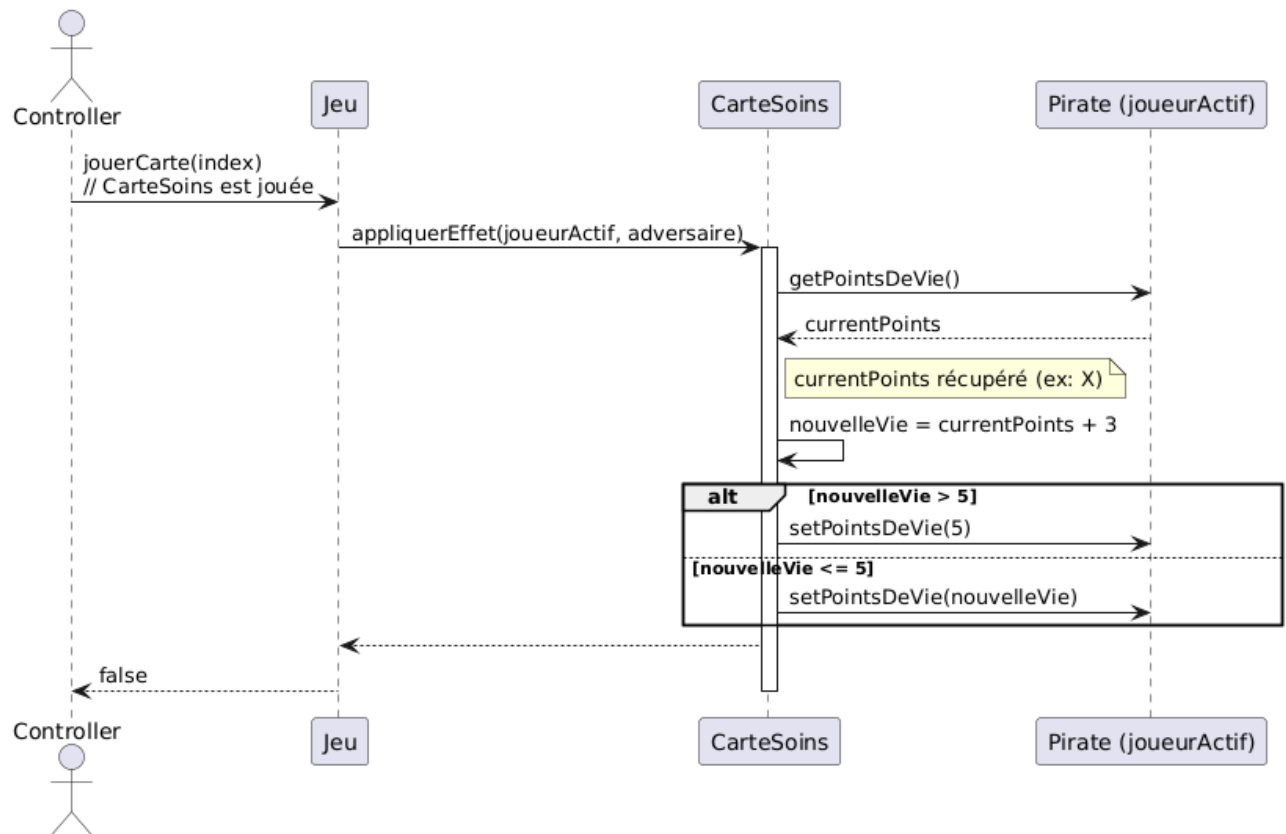 Controller
Jeu
CarteSoins
Pirate (joueurActif)
jouerCarte(index)
// CarteSoins est jouée
appliquerEffet(joueurActif, adversaire)
getPointsDeVie()
currentPoints
currentPoints récupéré (ex: X)
nouvelleVie = currentPoints + 3
alt [nouvelleVie > 5]
setPointsDeVie(5)
[nouvelleVie <= 5]
setPointsDeVie(nouvelleVie)
false
Controller
Jeu
CarteSoins
Pirate (joueurActif)